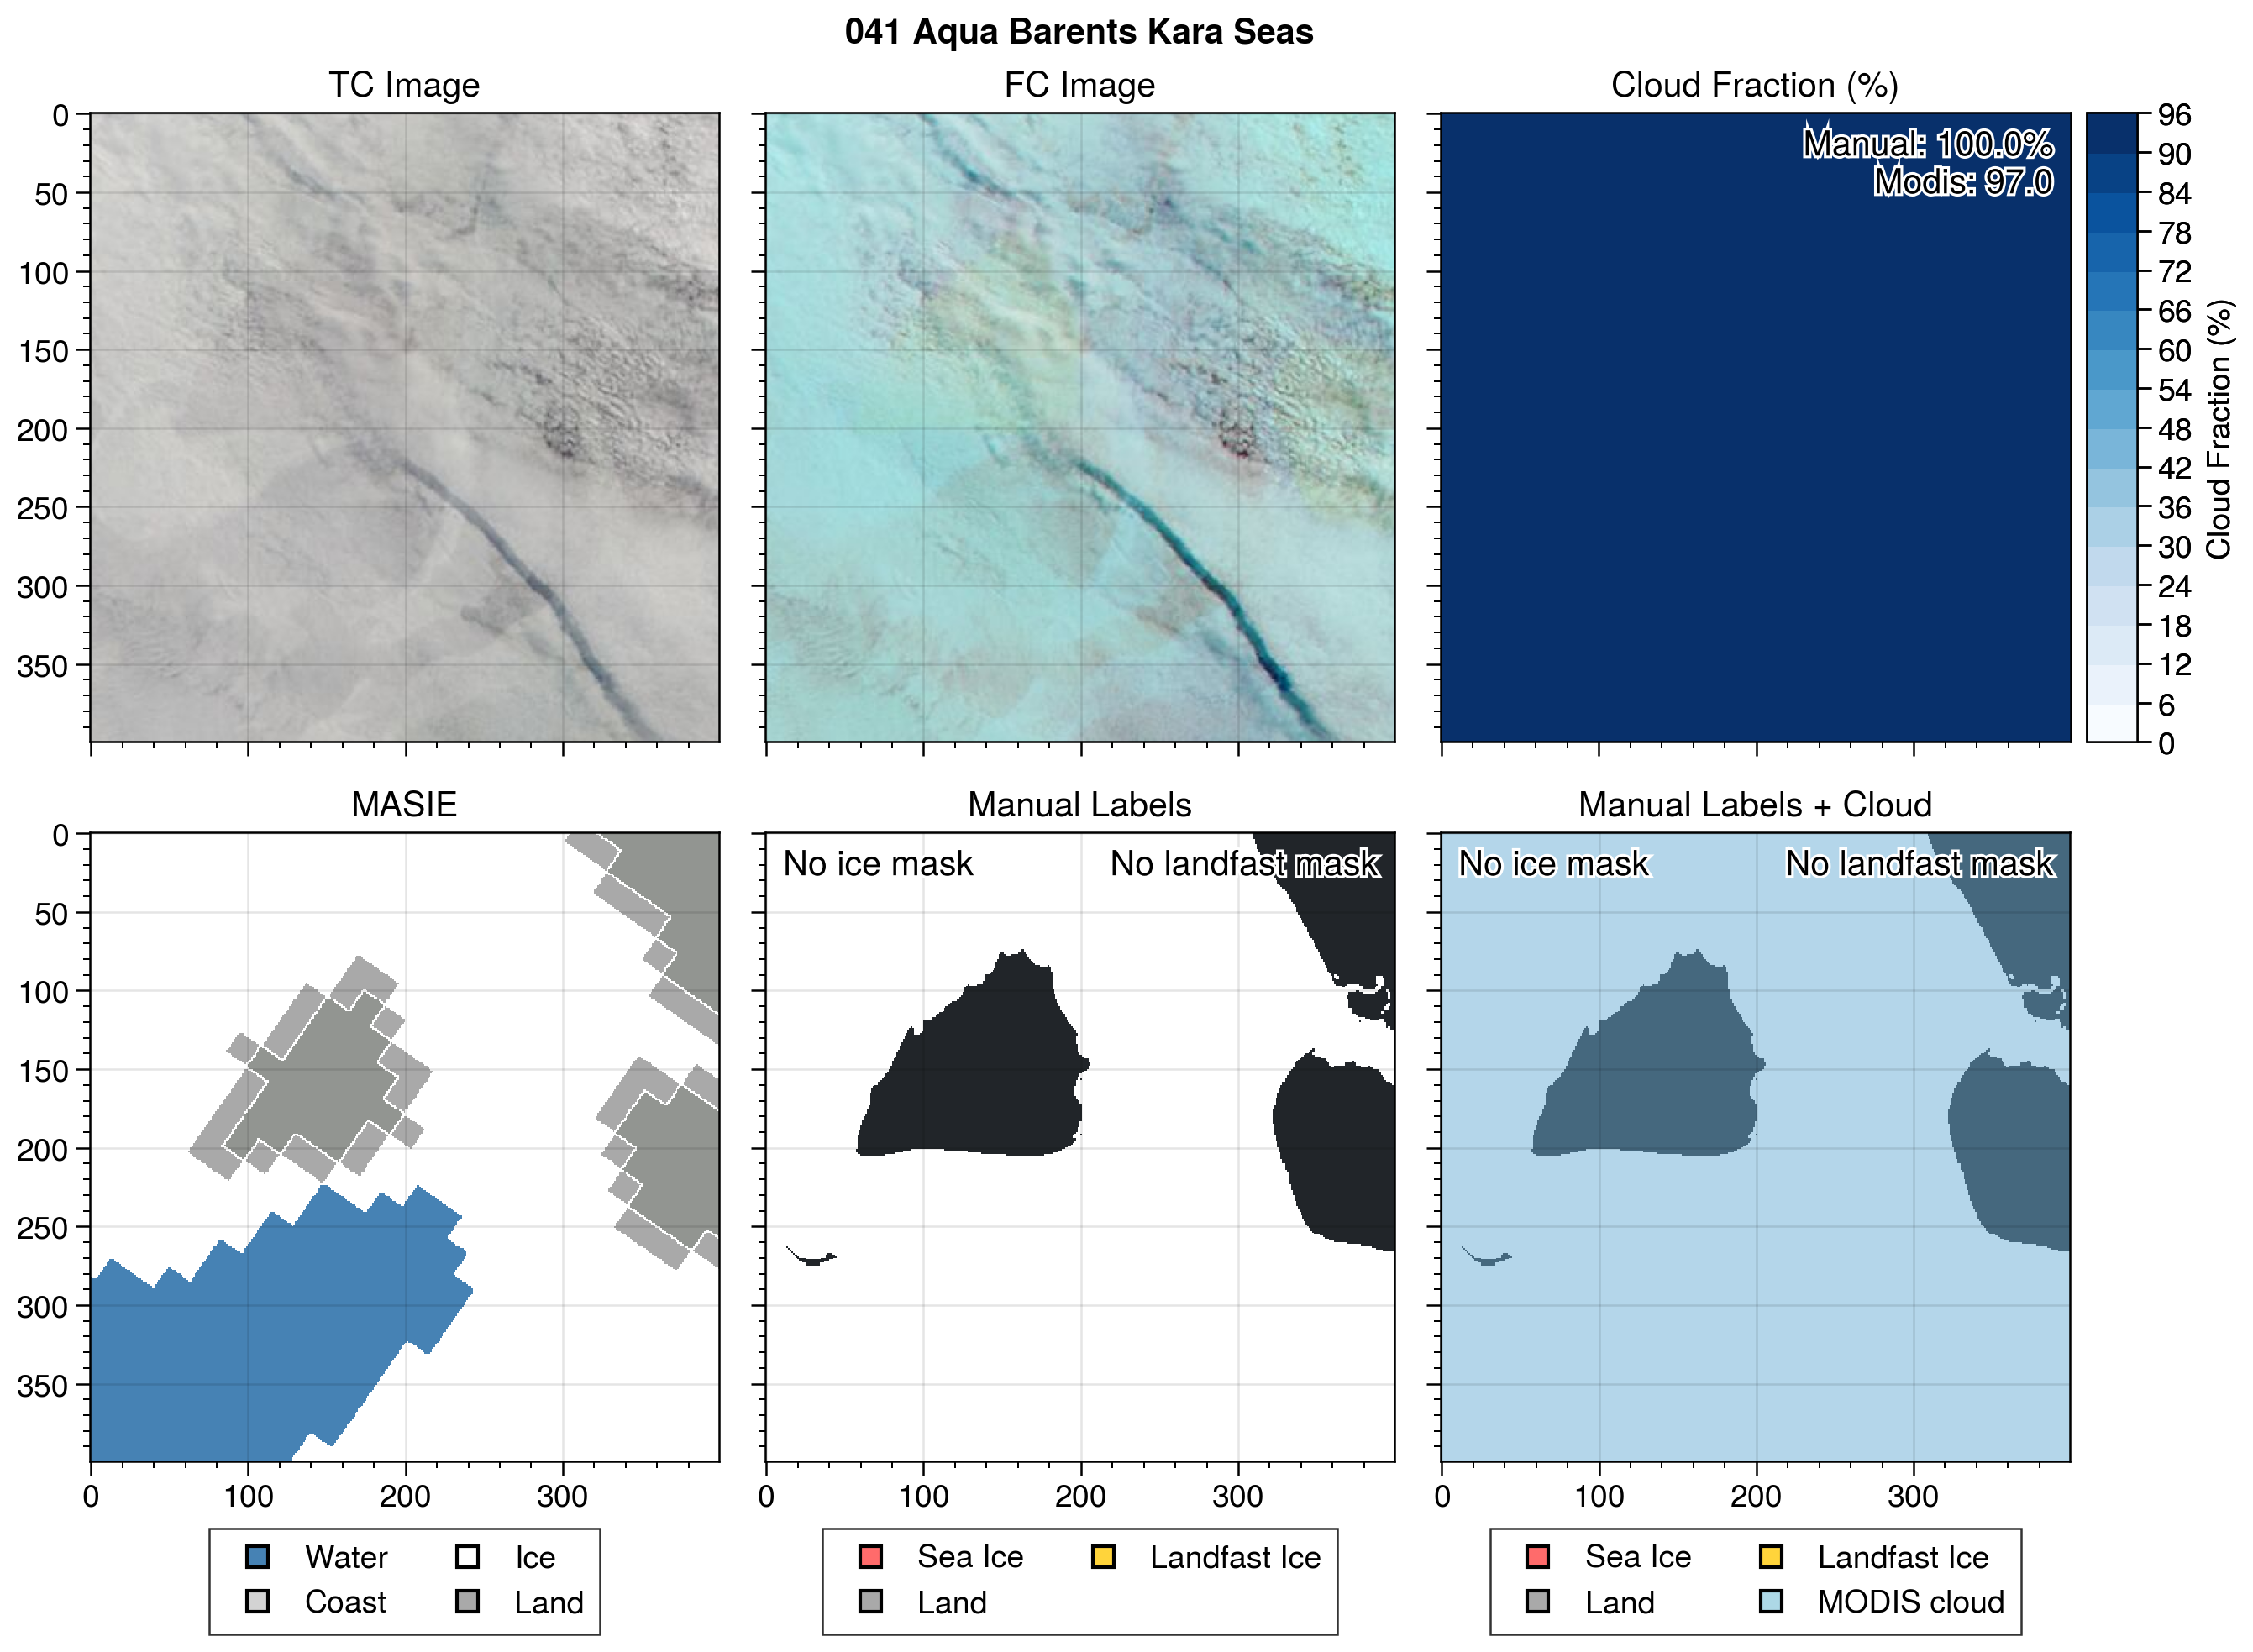 041 Aqua Barents Kara Seas
TC Image
FC Image
Cloud Fraction (%)
0
50
100
150
200
250
300
350
Manual: 100.0%
Modis: 97.0
96
90
84
78
72
66
60
54
48
42
36
30
24
18
12
6
0
Cloud Fraction (%)
MASIE
Manual Labels
Manual Labels + Cloud
0
50
100
150
200
250
300
350
No ice mask
No landfast mask
No ice mask
No landfast mask
0 100 200 300
0 100 200 300
0 100 200 300
Water
Ice
Coast
Land
Sea Ice
Landfast Ice
Land
Sea Ice
Landfast Ice
Land
MODIS cloud